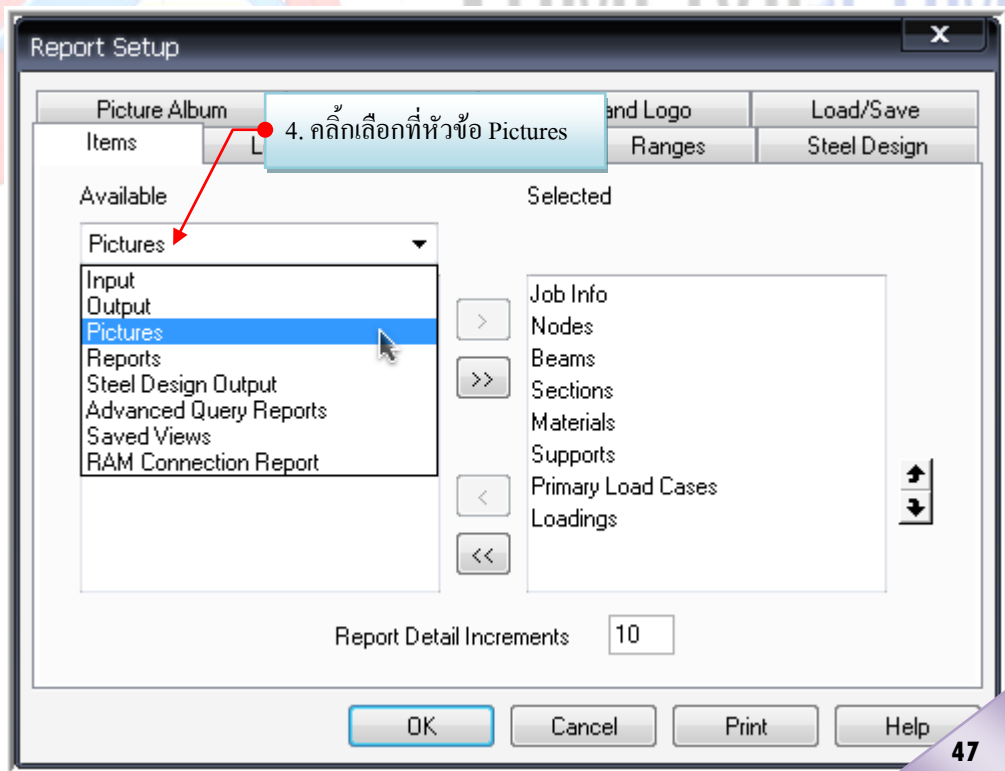 Report Setup
x
Picture Album
and Logo
Load/Save
4. คลิ๊กเลือกที่หัวข้อ Pictures
Items
L
Ranges
Steel Design
Available
Selected
Pictures
Input
Output
Pictures
Reports
Steel Design Output
Advanced Query Reports
Saved Views
RAM Connection Report
>
>>
<
<<
Job Info
Nodes
Beams
Sections
Materials
Supports
Primary Load Cases
Loadings
Report Detail Increments
10
OK
Cancel
Print
Help
47